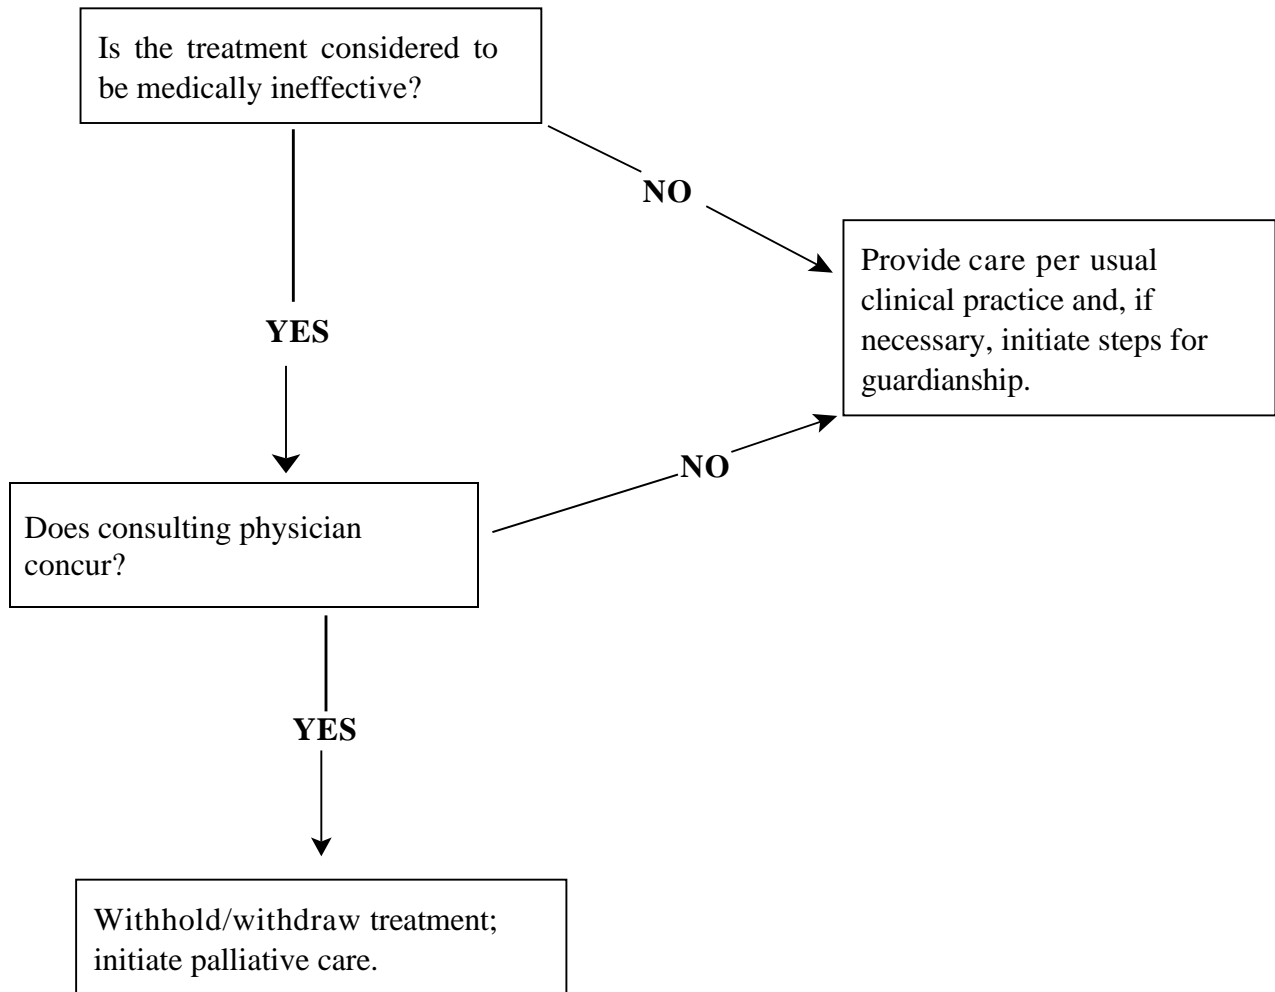 Is the treatment considered to
be medically ineffective?
NO
Provide care per usual
clinical practice and, if
necessary, initiate steps for
guardianship.
YES
NO
Does consulting physician
concur?
YES
Withhold/withdraw treatment;
initiate palliative care.